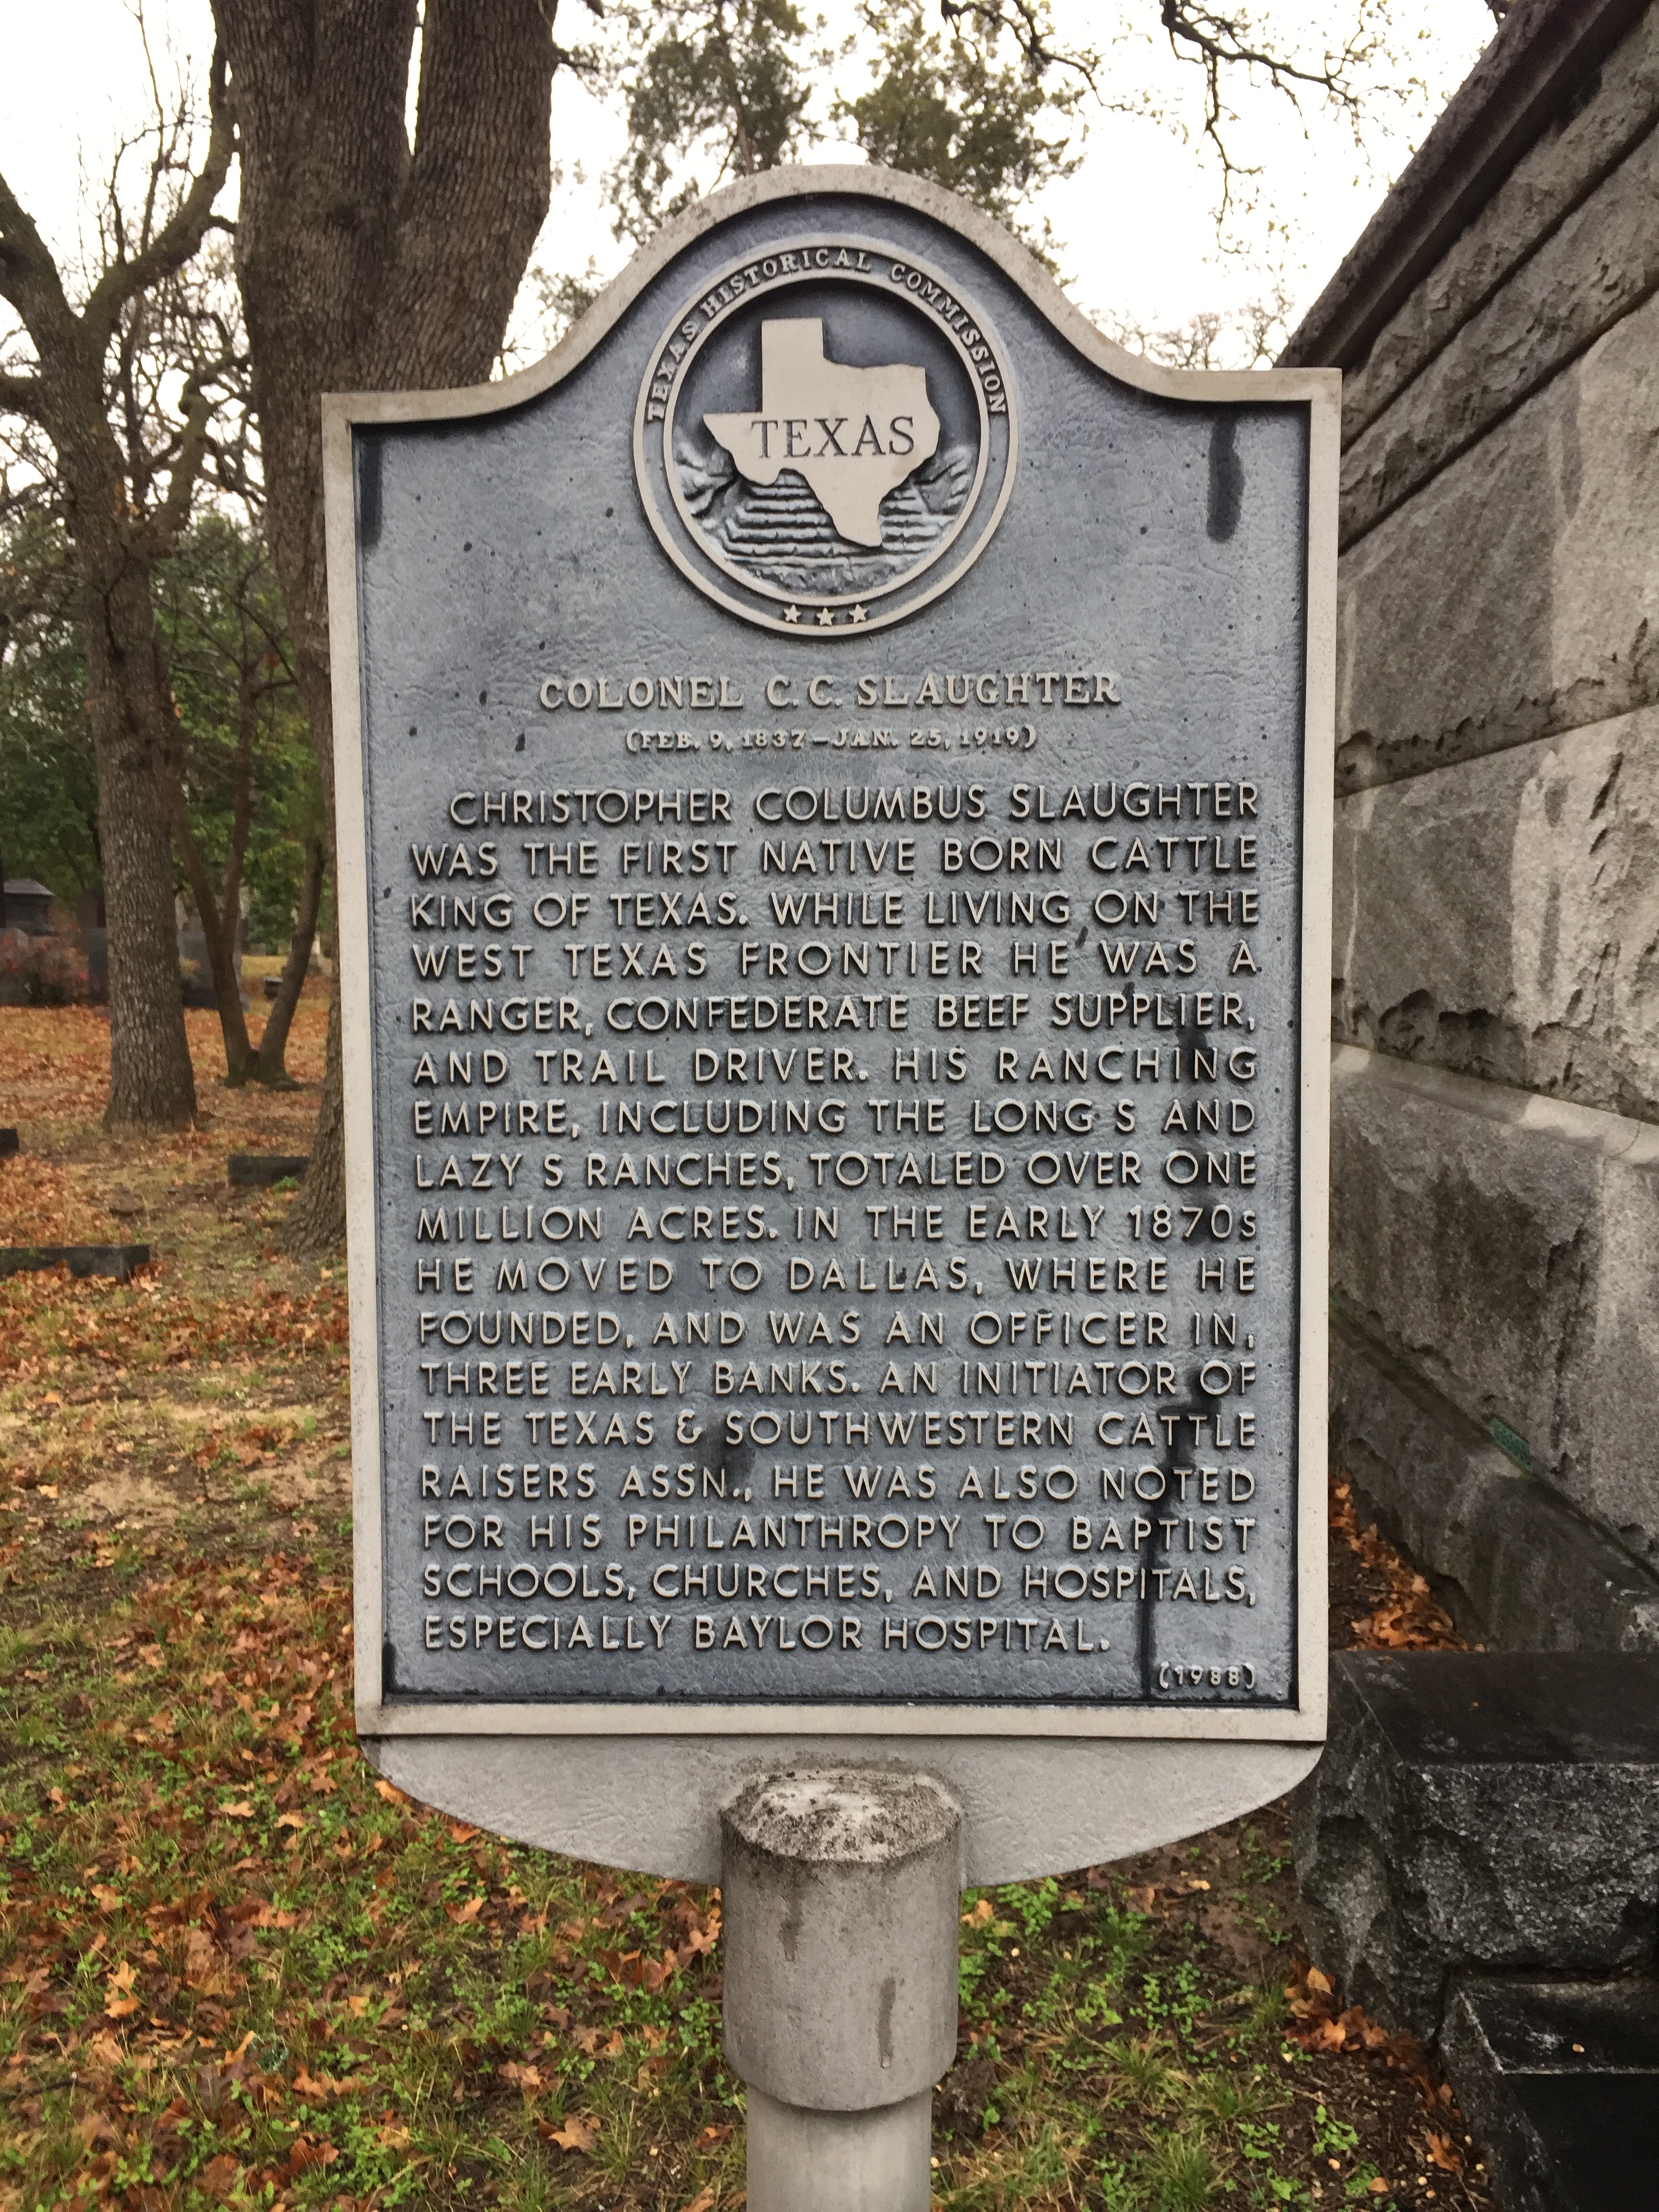 TEXAS HISTORICAL COMMISSION
TEXAS
COLONEL C. C. SLAUGHTER
(FEB. 9, 1837 – JAN. 25, 1919)
CHRISTOPHER COLUMBUS SLAUGHTER
WAS THE FIRST NATIVE BORN CATTLE
KING OF TEXAS. WHILE LIVING ON THE
WEST TEXAS FRONTIER HE WAS A
RANGER, CONFEDERATE BEEF SUPPLIER,
AND TRAIL DRIVER. HIS RANCHING
EMPIRE, INCLUDING THE LONG S AND
LAZY S RANCHES, TOTALED OVER ONE
MILLION ACRES. IN THE EARLY 1870s
HE MOVED TO DALLAS, WHERE HE
FOUNDED, AND WAS AN OFFICER IN,
THREE EARLY BANKS. AN INITIATOR OF
THE TEXAS & SOUTHWESTERN CATTLE
RAISERS ASSN., HE WAS ALSO NOTED
FOR HIS PHILANTHROPY TO BAPTIST
SCHOOLS, CHURCHES, AND HOSPITALS,
ESPECIALLY BAYLOR HOSPITAL.
(1988)